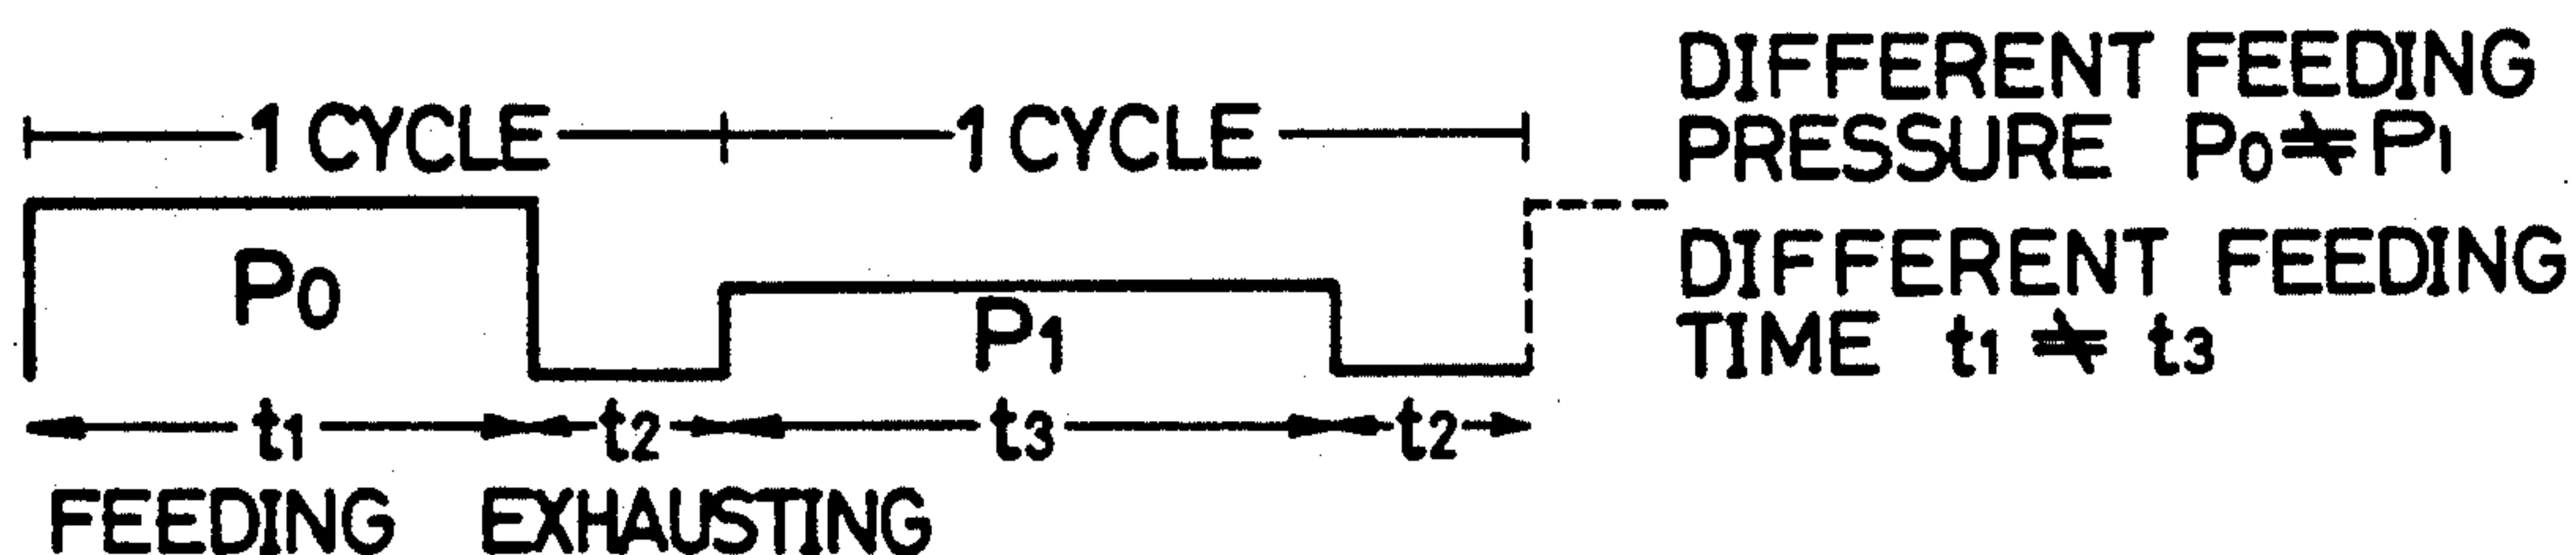 1 CYCLE 1 CYCLE
DIFFERENT FEEDING
PRESSURE P0≠P1
P0
P1
DIFFERENT FEEDING
TIME t1 ≠ t3
t1 t2 t3 t2
FEEDING EXHAUSTING